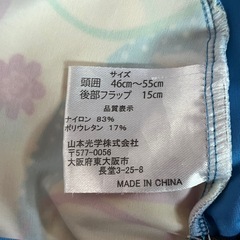 サイズ
頭囲 46cm～55cm
後部フラップ 15cm
品質表示
ナイロン 83%
ポリウレタン 17%
山本光学株式会社
〒577-0056
大阪府東大阪市
長堂3-25-8
MADE IN CHINA